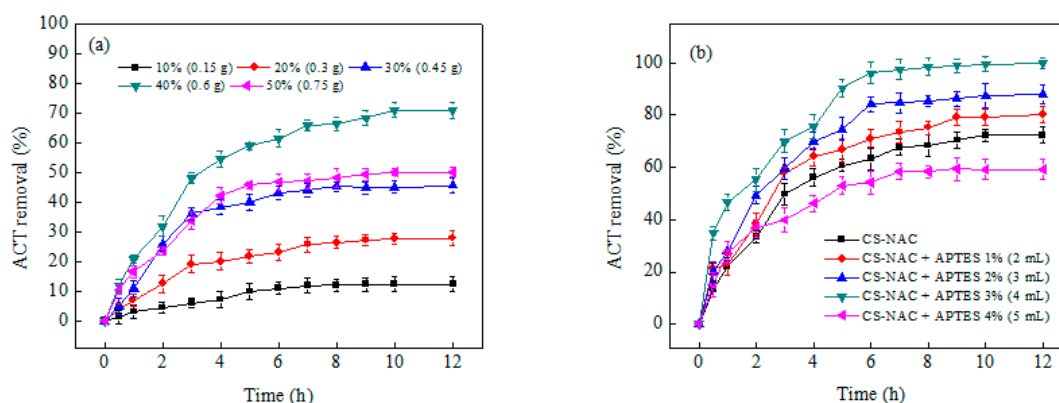 (a)
10% (0.15 g) 20% (0.3 g) 30% (0.45 g)
40% (0.6 g) 50% (0.75 g)
ACT removal (%)
100
90
80
70
60
50
40
30
20
10
0
0 2 4 6 8 10 12
Time (h)
(b)
ACT removal (%)
100
80
60
40
20
0
CS-NAC
CS-NAC + APTES 1% (2 mL)
CS-NAC + APTES 2% (3 mL)
CS-NAC + APTES 3% (4 mL)
CS-NAC + APTES 4% (5 mL)
0 2 4 6 8 10 12
Time (h)